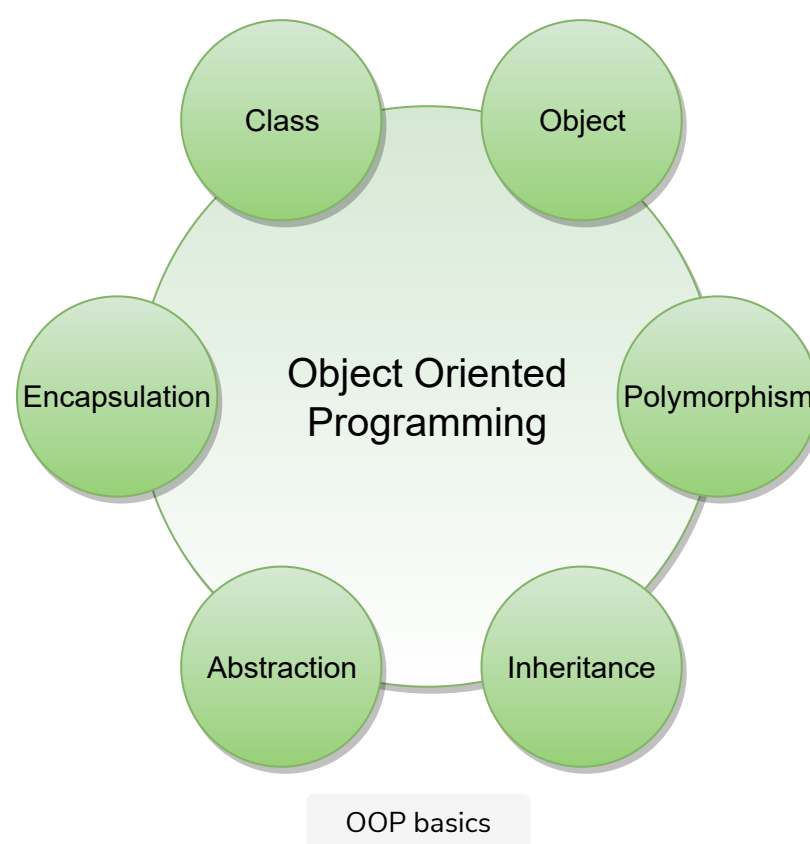 Class
Object
Encapsulation
Object Oriented
Programming
Polymorphism
Abstraction
Inheritance
OOP basics